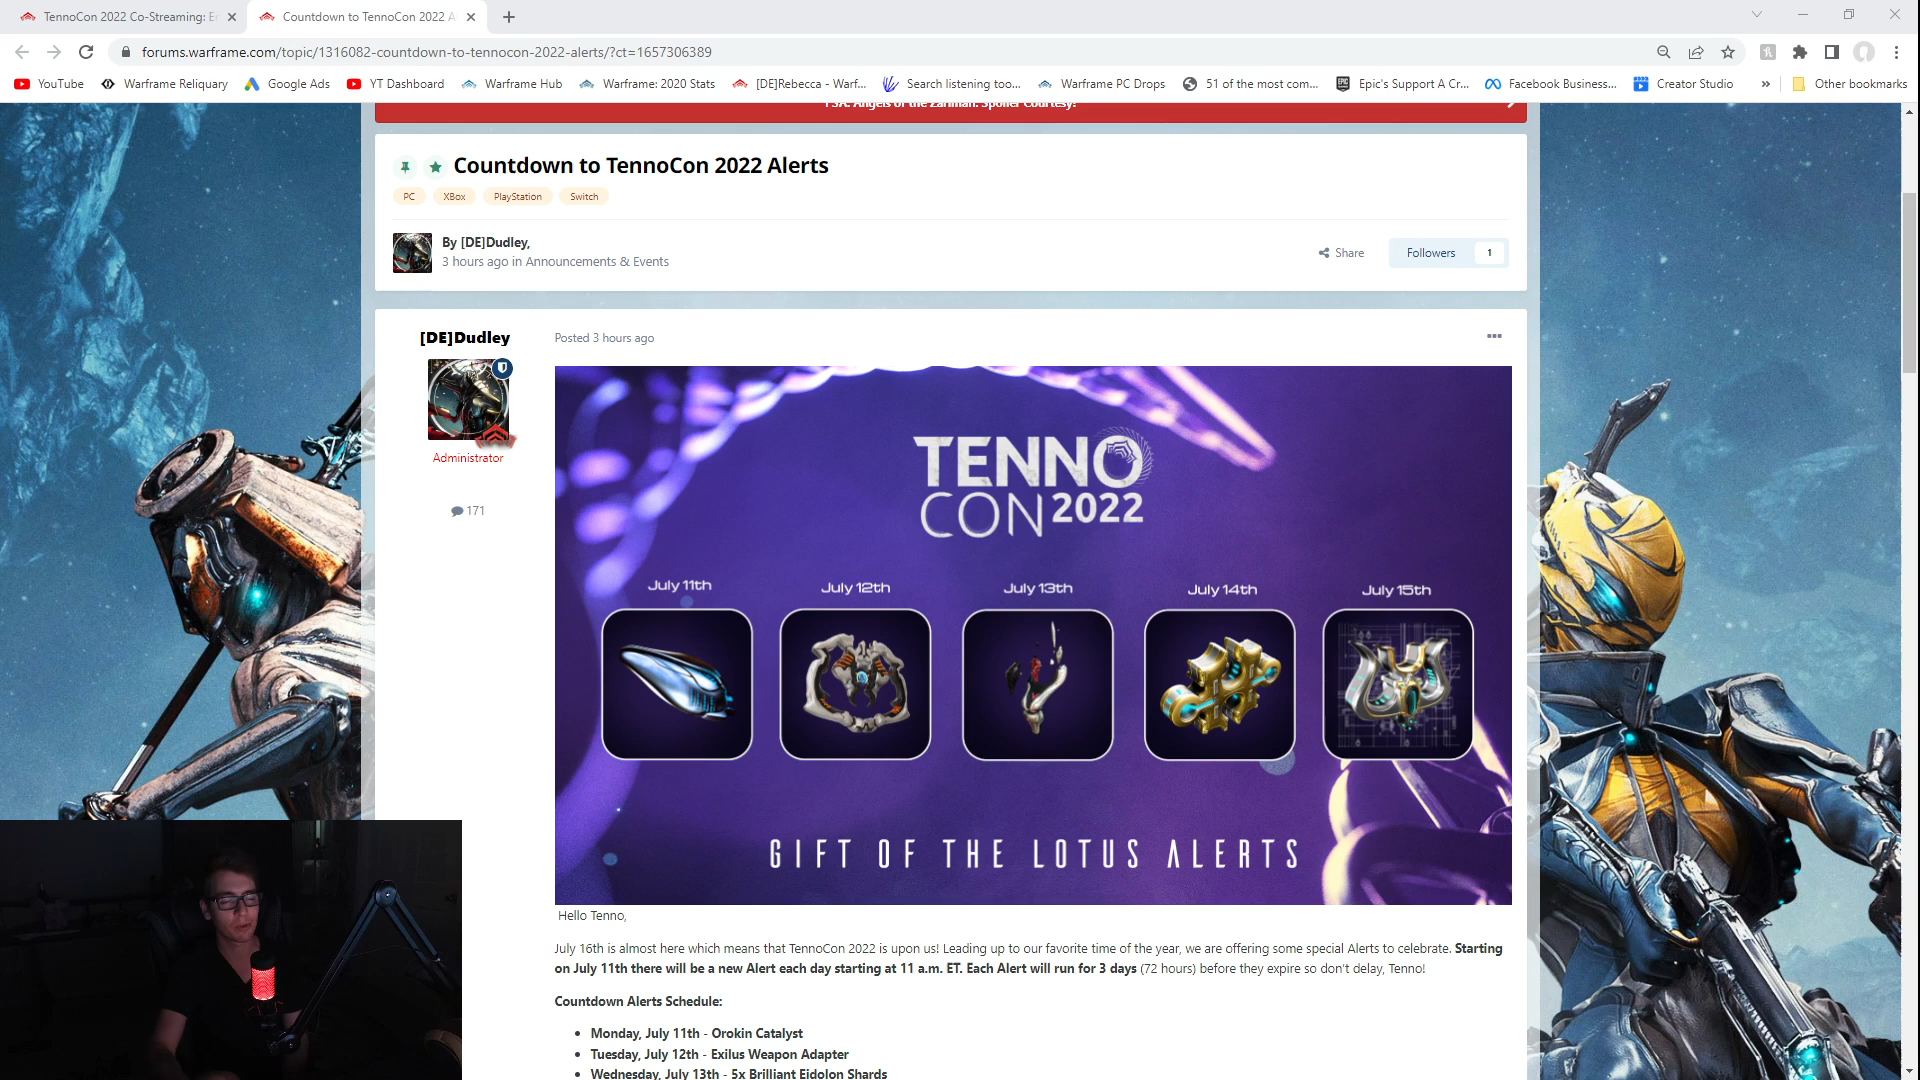 TennoCon 2022 Co-Streaming: E
Countdown to TennoCon 2022 A
forums.warframe.com/topic/1316082-countdown-to-tennocon-2022-alerts/?ct=1657306389
YouTube
Warframe Reliquary
Google Ads
YT Dashboard
Warframe Hub
Warframe: 2020 Stats
[DE]Rebecca - Warf...
Search listening too...
Warframe PC Drops
51 of the most com...
Epic's Support A Cr...
Facebook Business...
Creator Studio
»
Other bookmarks
PSA: Angels of the Zariman: Spoiler Courtesy!
Countdown to TennoCon 2022 Alerts
PC
XBox
PlayStation
Switch
By [DE]Dudley,
3 hours ago in Announcements & Events
Share
Followers 1
[DE]Dudley
Administrator
171
Posted 3 hours ago
TENNO
CON 2022
July 11th
July 12th
July 13th
July 14th
July 15th
GIFT OF THE LOTUS ALERTS
Hello Tenno,
July 16th is almost here which means that TennoCon 2022 is upon us! Leading up to our favorite time of the year, we are offering some special Alerts to celebrate. Starting
on July 11th there will be a new Alert each day starting at 11 a.m. ET. Each Alert will run for 3 days (72 hours) before they expire so don't delay, Tenno!
Countdown Alerts Schedule:
• Monday, July 11th - Orokin Catalyst
• Tuesday, July 12th - Exilus Weapon Adapter
• Wednesday, July 13th - 5x Brilliant Eidolon Shards